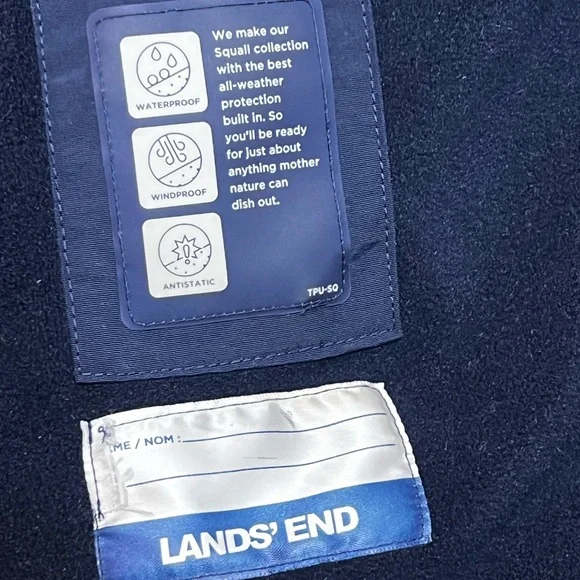 WATERPROOF
WINDPROOF
ANTISTATIC
We make our
Squall collection
with the best
all-weather
protection
built in. So
you'll be ready
for just about
anything mother
nature can
dish out.
TPU-SQ
ME / NOM :
LANDS' END